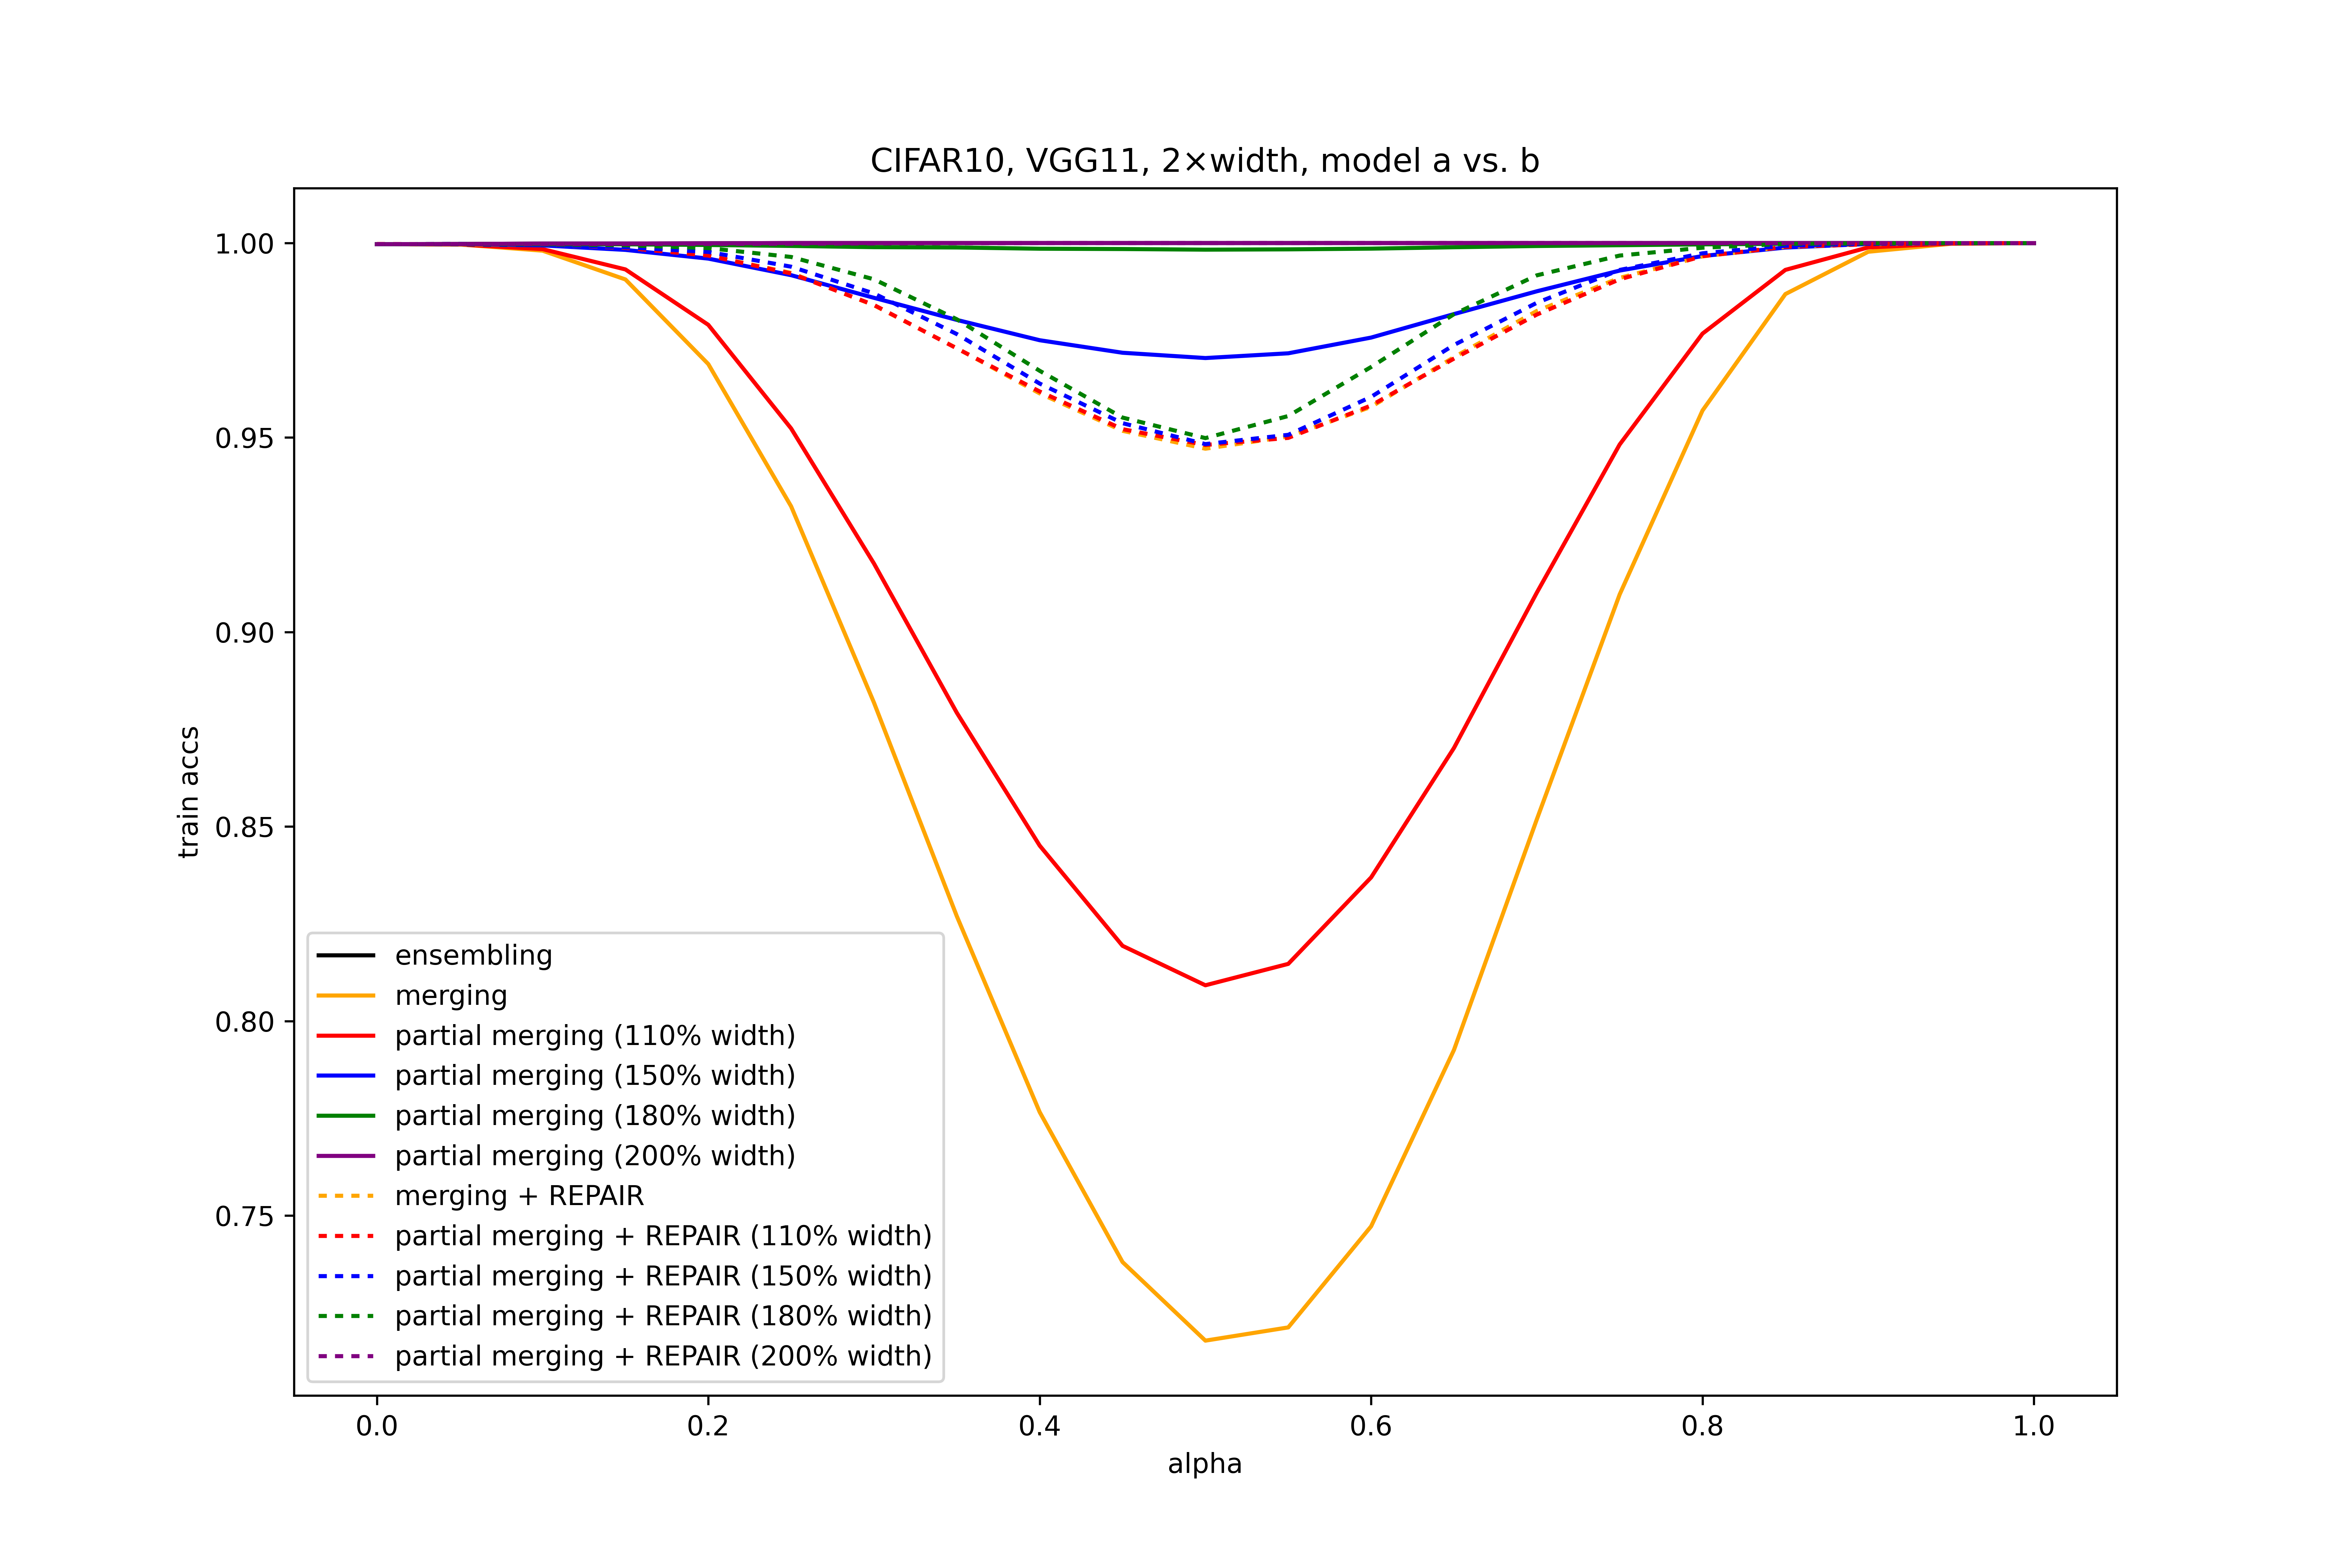 CIFAR10, VGG11, 2×width, model a vs. b
1.00
0.95
0.90
0.85
0.80
0.75
train accs
ensembling
merging
partial merging (110% width)
partial merging (150% width)
partial merging (180% width)
partial merging (200% width)
merging + REPAIR
partial merging + REPAIR (110% width)
partial merging + REPAIR (150% width)
partial merging + REPAIR (180% width)
partial merging + REPAIR (200% width)
0.0 0.2 0.4 0.6 0.8 1.0
alpha